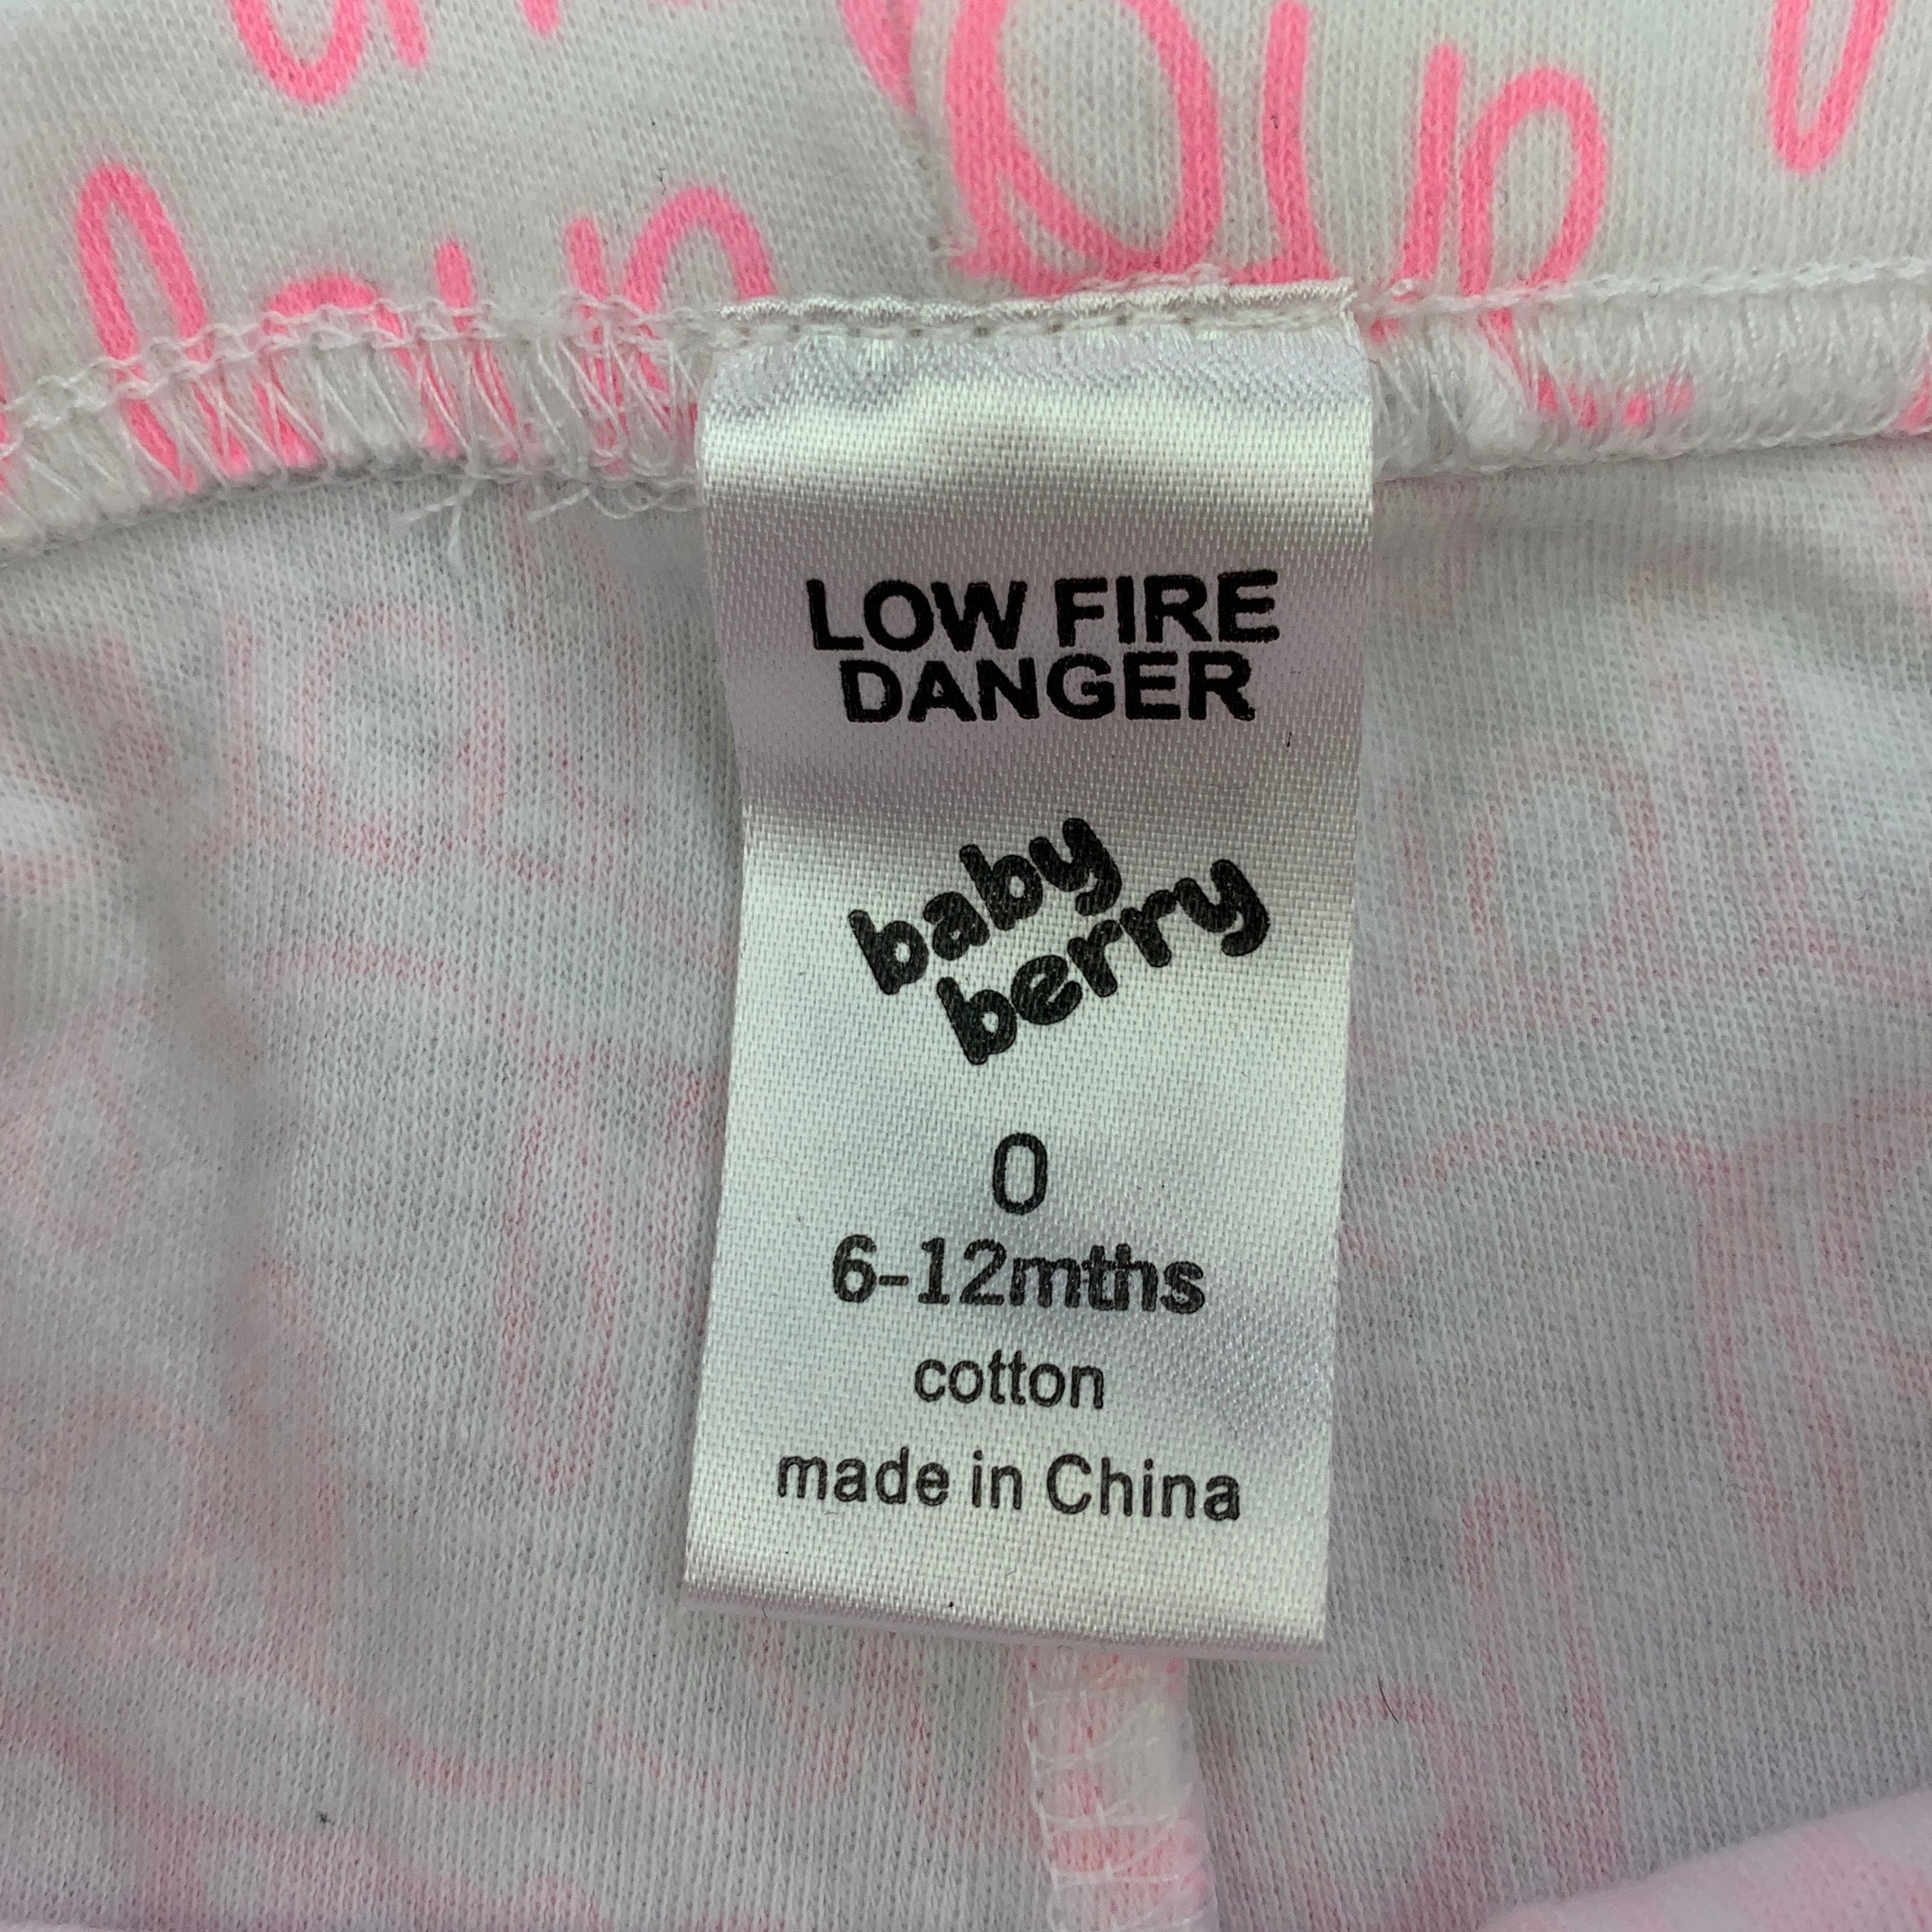 LOW FIRE
DANGER
baby
berry
0
6-12mths
cotton
made in China